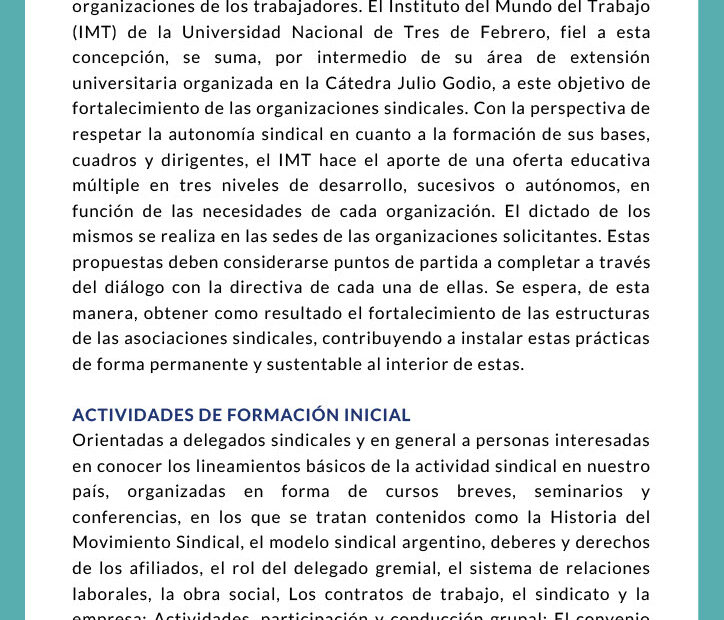 organizaciones de los trabajadores. El Instituto del Mundo del Trabajo
(IMT) de la Universidad Nacional de Tres de Febrero, fiel a esta
concepción, se suma, por intermedio de su área de extensión
universitaria organizada en la Cátedra Julio Godio, a este objetivo de
fortalecimiento de las organizaciones sindicales. Con la perspectiva de
respetar la autonomía sindical en cuanto a la formación de sus bases,
cuadros y dirigentes, el IMT hace el aporte de una oferta educativa
múltiple en tres niveles de desarrollo, sucesivos o autónomos, en
función de las necesidades de cada organización. El dictado de los
mismos se realiza en las sedes de las organizaciones solicitantes. Estas
propuestas deben considerarse puntos de partida a completar a través
del diálogo con la directiva de cada una de ellas. Se espera, de esta
manera, obtener como resultado el fortalecimiento de las estructuras
de las asociaciones sindicales, contribuyendo a instalar estas prácticas
de forma permanente y sustentable al interior de estas.
ACTIVIDADES DE FORMACIÓN INICIAL
Orientadas a delegados sindicales y en general a personas interesadas
en conocer los lineamientos básicos de la actividad sindical en nuestro
país, organizadas en forma de cursos breves, seminarios y
conferencias, en los que se tratan contenidos como la Historia del
Movimiento Sindical, el modelo sindical argentino, deberes y derechos
de los afiliados, el rol del delegado gremial, el sistema de relaciones
laborales, la obra social, Los contratos de trabajo, el sindicato y la
empresa; Actividades, participación y conducción grupal; El convenio